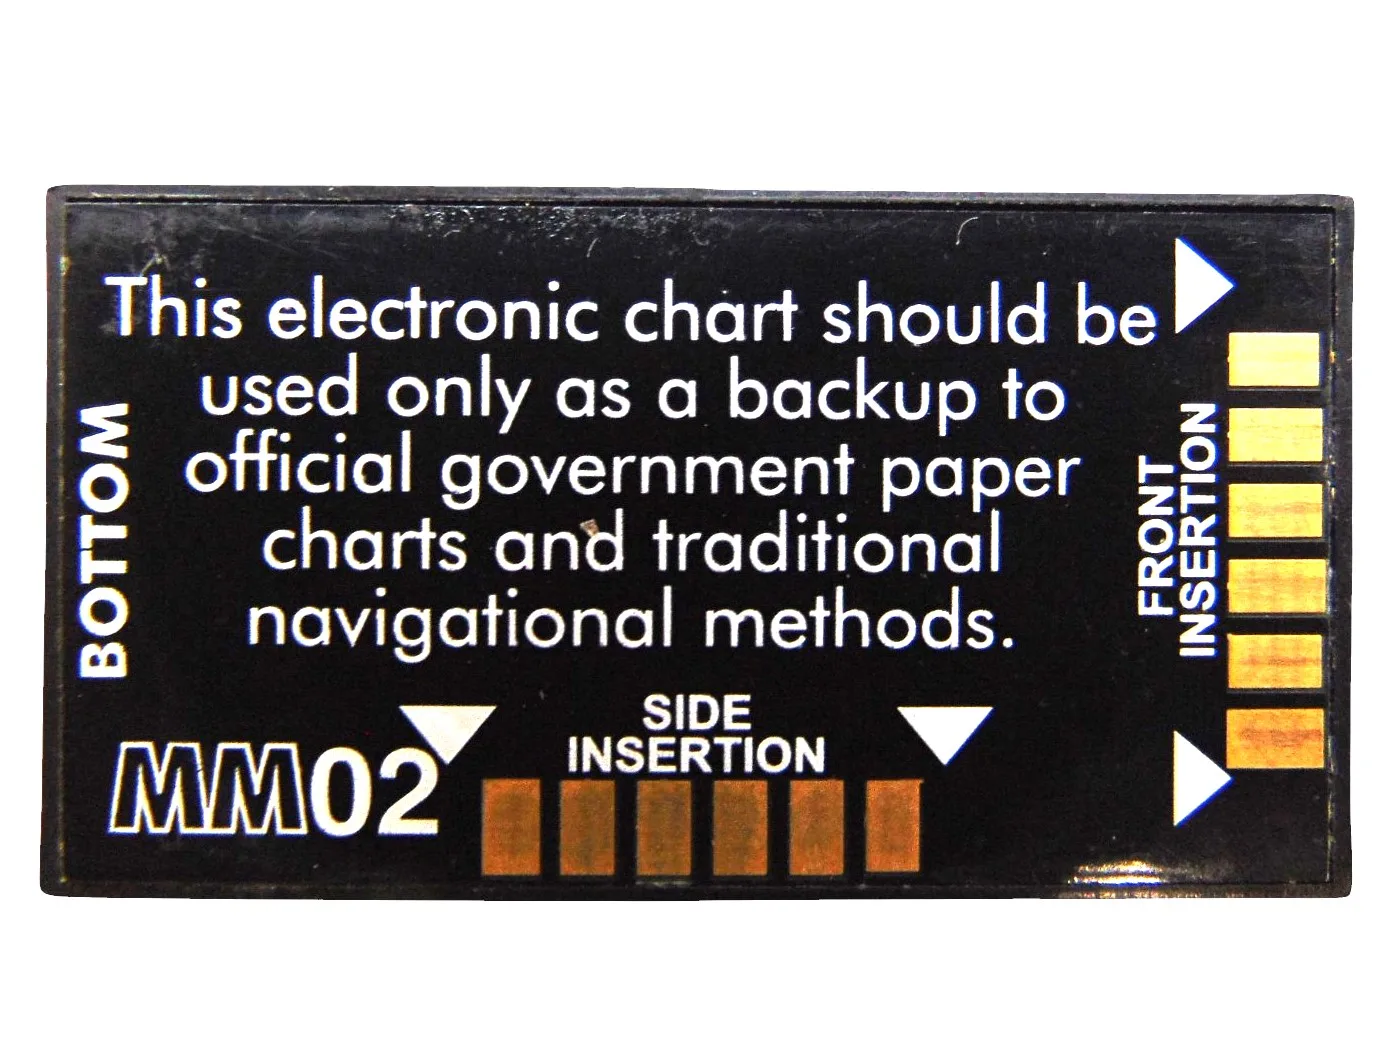 This electronic chart should be
used only as a backup to
official government paper
charts and traditional
navigational methods.
BOTTOM
FRONT
INSERTION
SIDE
INSERTION
MM02